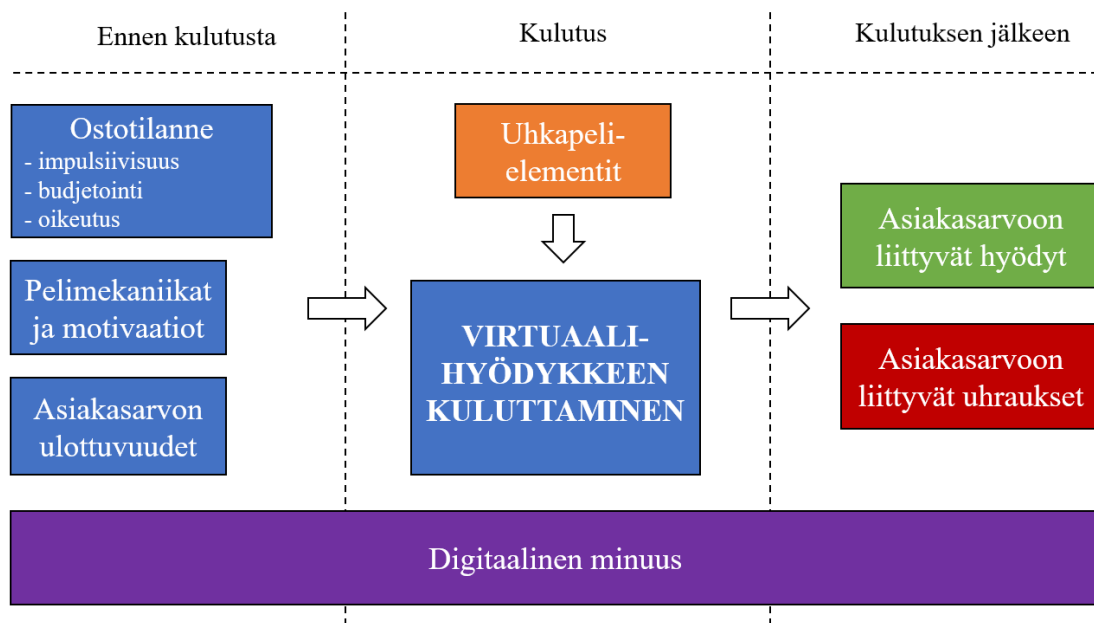 Ennen kulutusta
Kulutus
Kulutuksen jälkeen
Ostotilanne
- impulsiivisuus
- budjetointi
- oikeutus
Pelimekaniikat
ja motivaatiot
Asiakasarvon
ulottuvuudet
Uhkapeli-
elementit
VIRTUAALI-
HYÖDYKKEEN
KULUTTAMINEN
Asiakasarvoon
liittyvät hyödyt
Asiakasarvoon
liittyvät uhraukset
Digitaalinen minuus